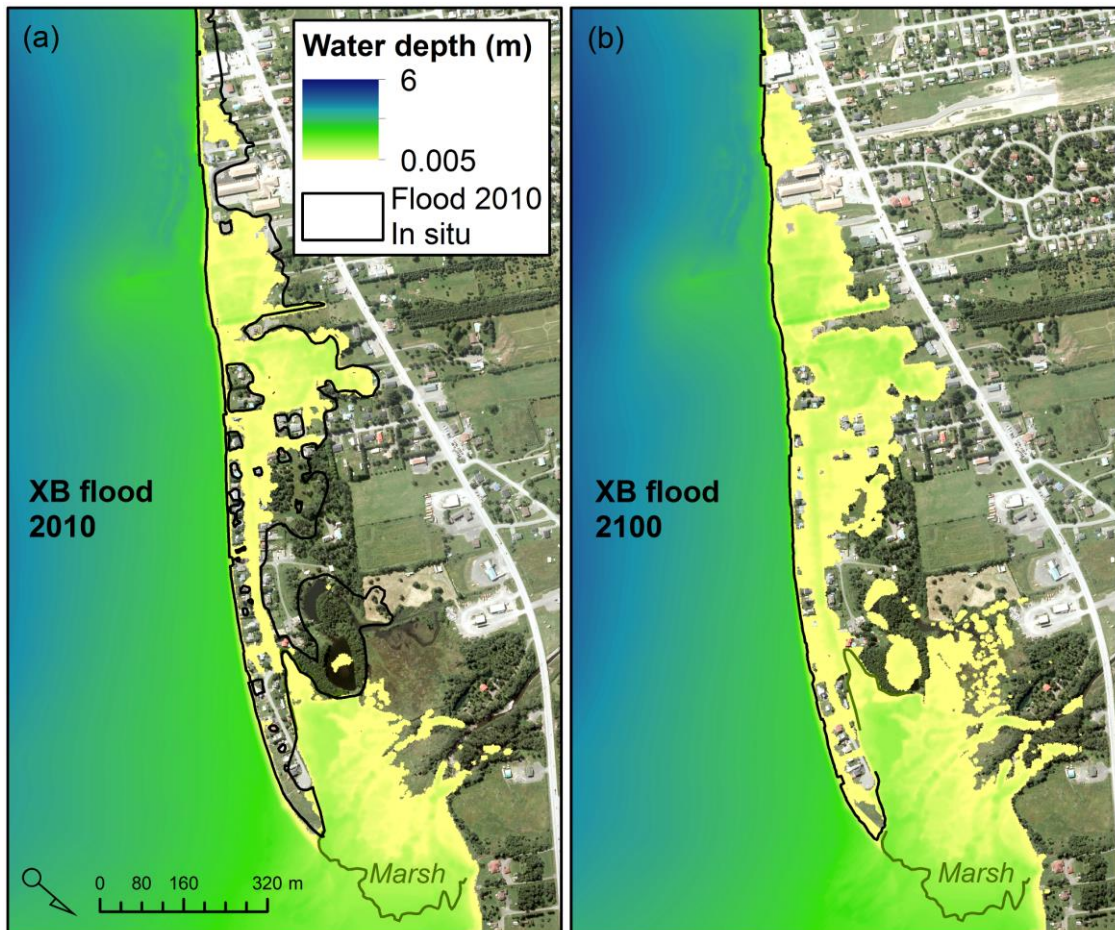 (a)
Water depth (m)
6
0.005
Flood 2010
In situ
XB flood
2010
0 80 160 320 m
Marsh
(b)
XB flood
2100
Marsh